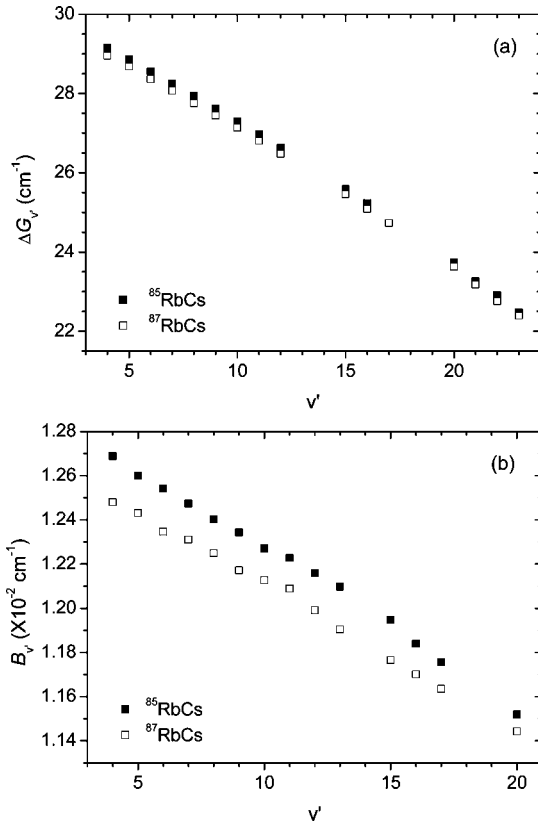 (a)
30
28
26
24
22
ΔG_v' (cm⁻¹)
⁸⁵RbCs
⁸⁷RbCs
5 10 15 20
v'
(b)
1.28
1.26
1.24
1.22
1.20
1.18
1.16
1.14
B_v' (X10⁻² cm⁻¹)
⁸⁵RbCs
⁸⁷RbCs
5 10 15 20
v'